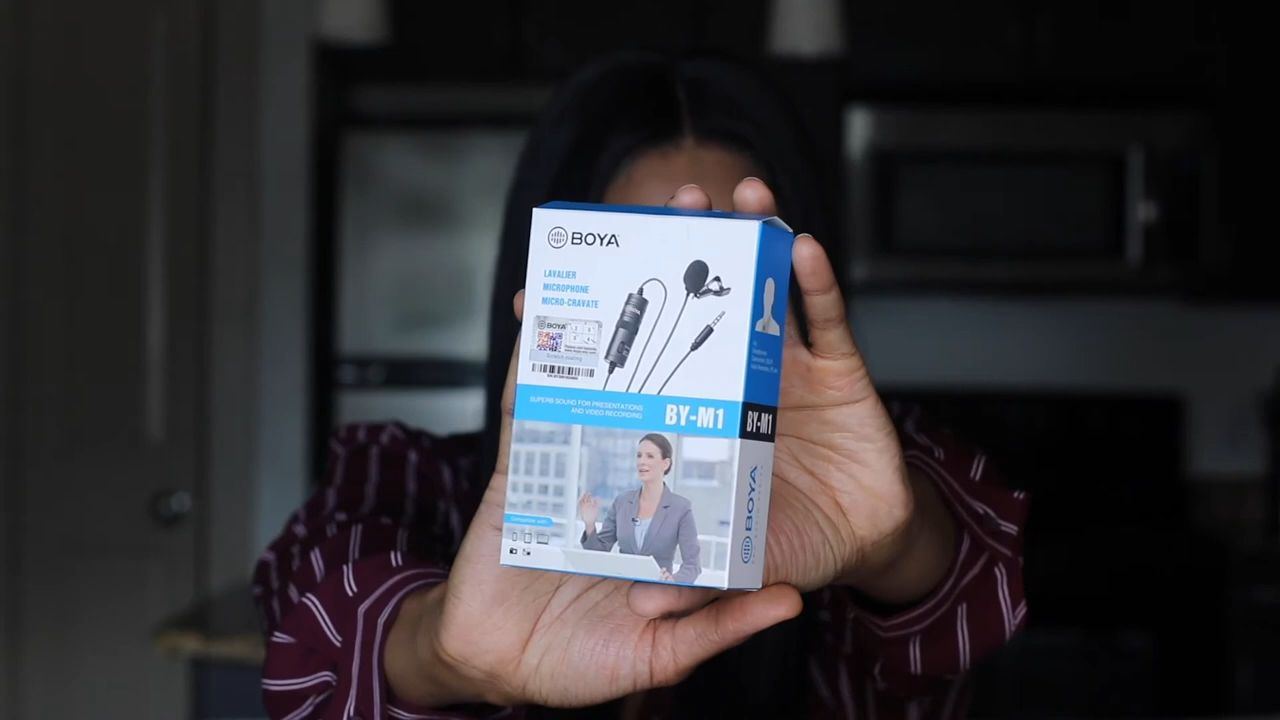 BOYA
LAVALIER
MICROPHONE
MICRO-CRAVATE
BOYA
SUPERB SOUND FOR PRESENTATIONS
AND VIDEO RECORDING
BY-M1
Compatible with:
BY-M1
BOYA